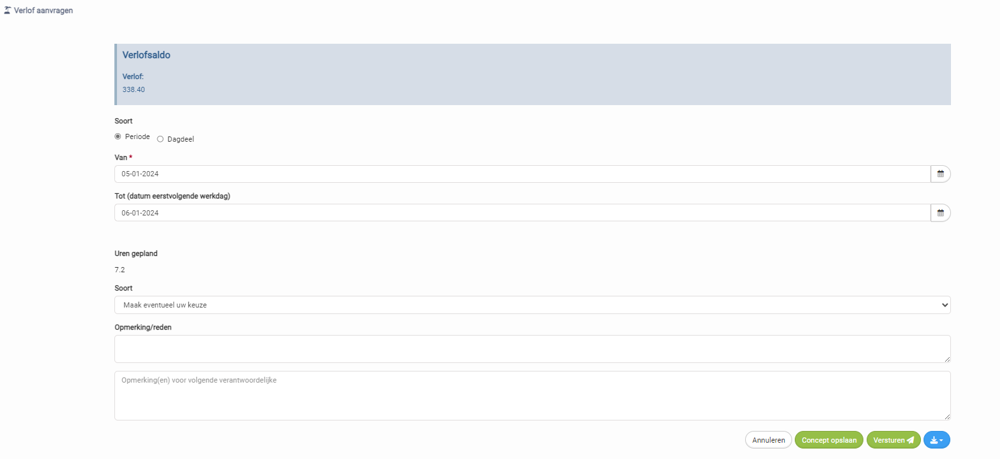 Verlof aanvragen
Verlofsaldo
Verlof:
338.40
Soort
Periode Dagdeel
Van *
05-01-2024
Tot (datum eerstvolgende werkdag)
06-01-2024
Uren gepland
7.2
Soort
Maak eventueel uw keuze
Opmerking/reden
Opmerking(en) voor volgende verantwoordelijke
Annuleren Concept opslaan Versturen